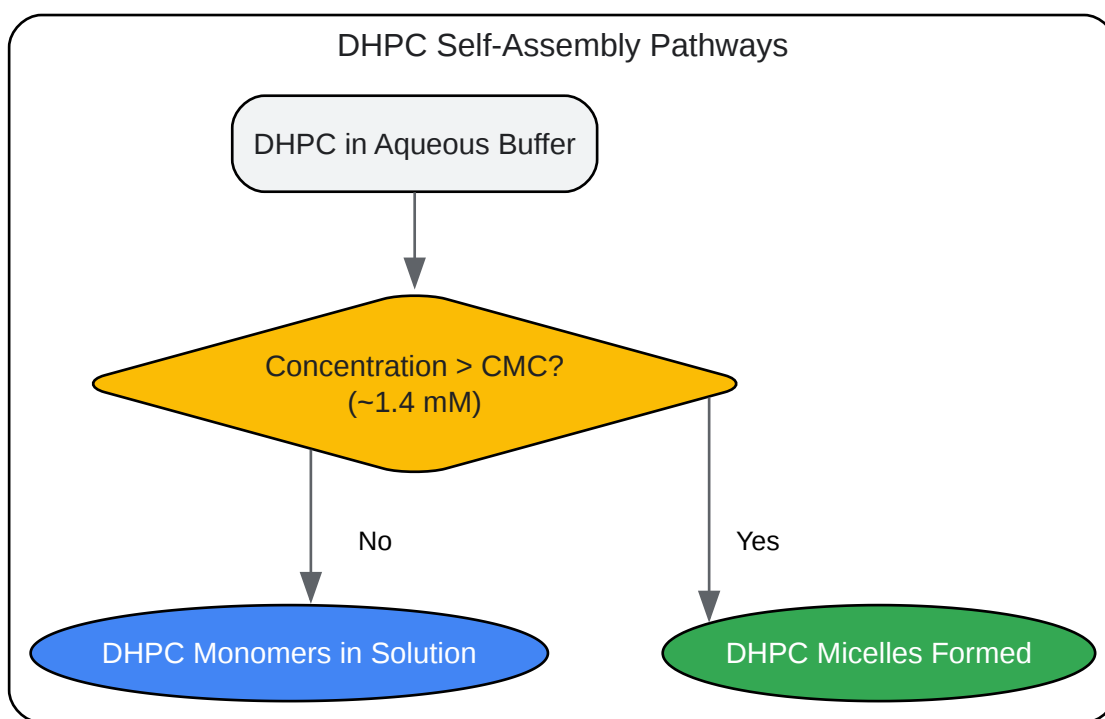 DHPC Self-Assembly Pathways
DHPC in Aqueous Buffer
Concentration > CMC?
(~1.4 mM)
No
Yes
DHPC Monomers in Solution
DHPC Micelles Formed